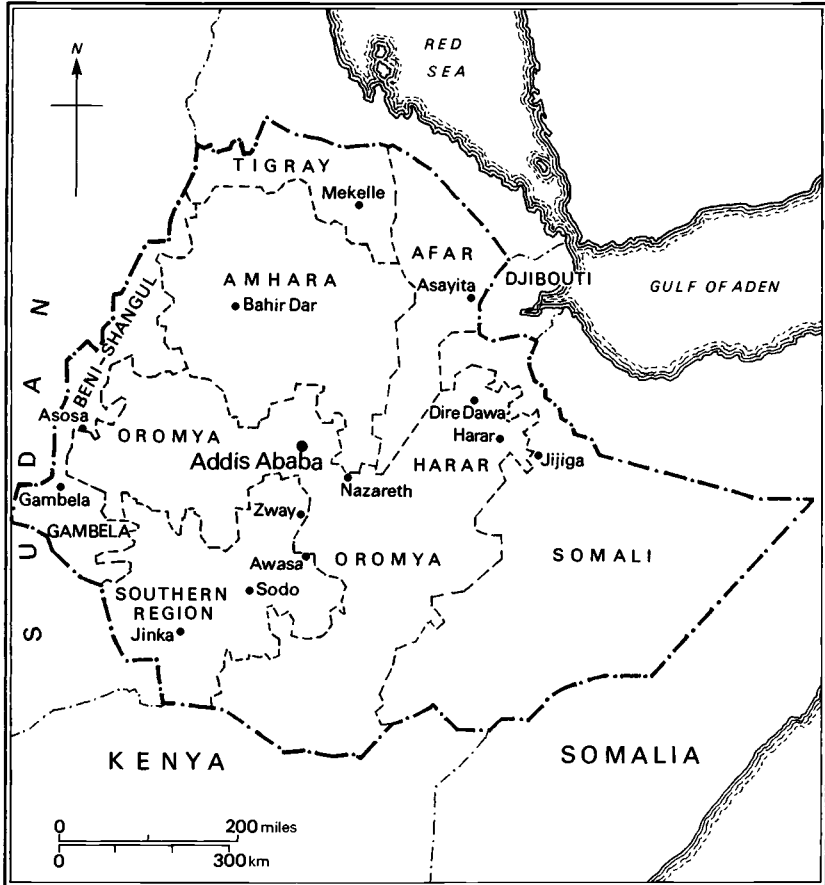 RED
SEA
N
TIGRAY
Mekelle
AFAR
AMHARA
Asayita
DJIBOUTI
GULF OF ADEN
Bahir Dar
BENI-SHANGUL
SUDAN
Asosa
OROMYA
Dire Dawa
Harar
Addis Ababa
HARAR
Jijiga
Nazareth
Gambela
Zway
GAMBELA
Awasa
OROMYA
SOMALI
SOUTHERN
REGION
Sodo
Jinka
KENYA
SOMALIA
0 200 miles
0 300 km